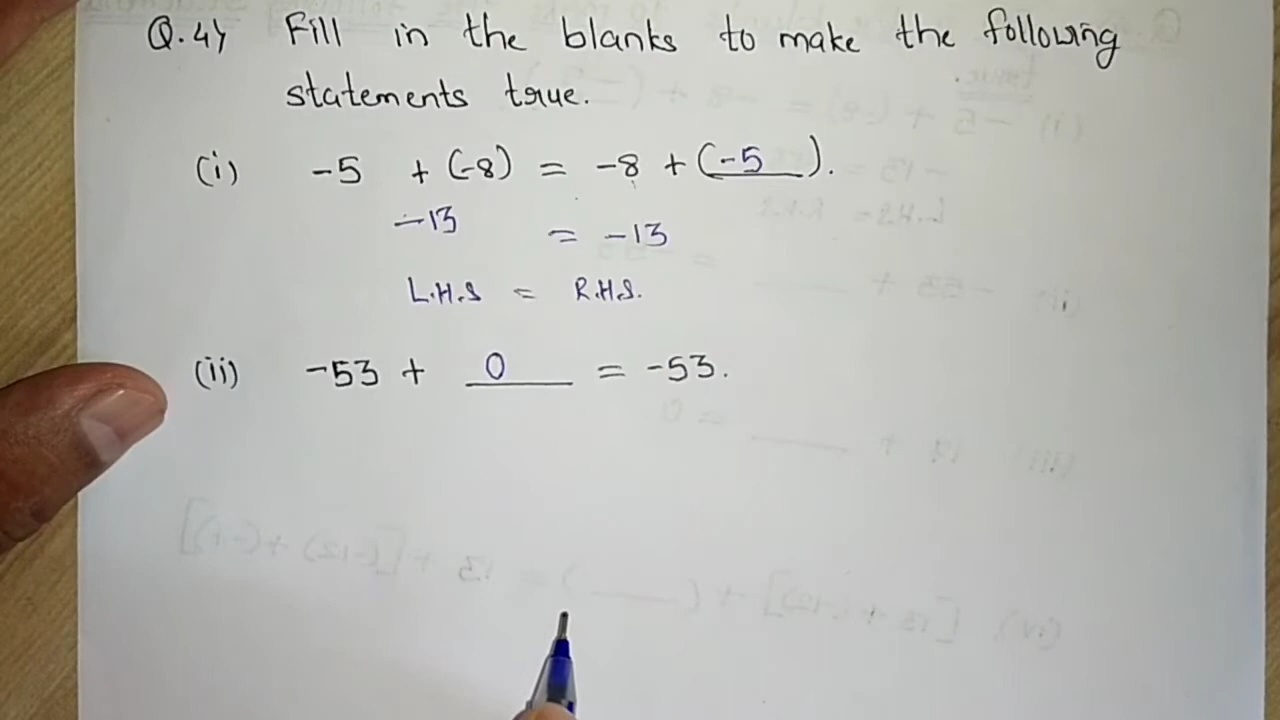 Q.4) Fill in the blanks to make the following
statements true.
(i) -5 + (-8) = -8 + (-5).
-13 = -13
L.H.S = R.H.S.
(ii) -53 + 0 = -53.